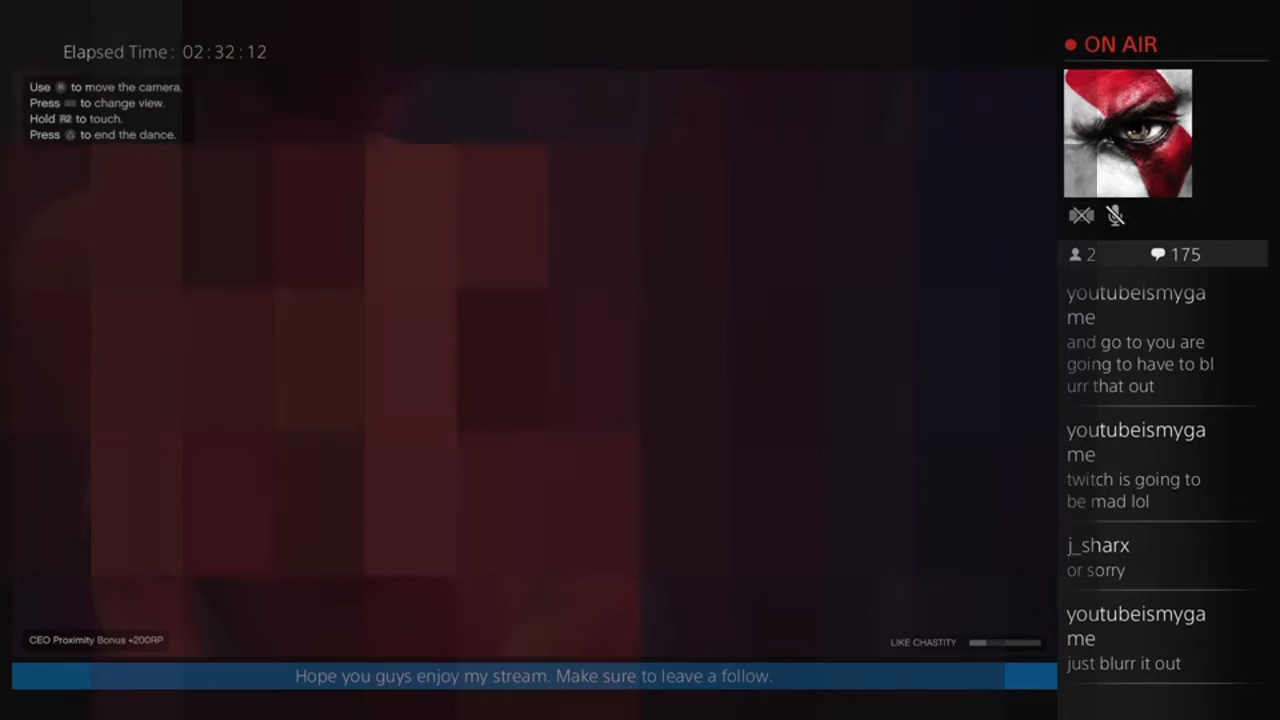 Elapsed Time: 02:32:12
Use R to move the camera.
Press to change view.
Hold R2 to touch.
Press to end the dance.
CEO Proximity Bonus +200RP
LIKE CHASTITY
Hope you guys enjoy my stream. Make sure to leave a follow.
ON AIR
2 175
youtubeismyga
me
and go to you are
going to have to bl
urr that out
youtubeismyga
me
twitch is going to
be mad lol
j_sharx
or sorry
youtubeismyga
me
just blurr it out